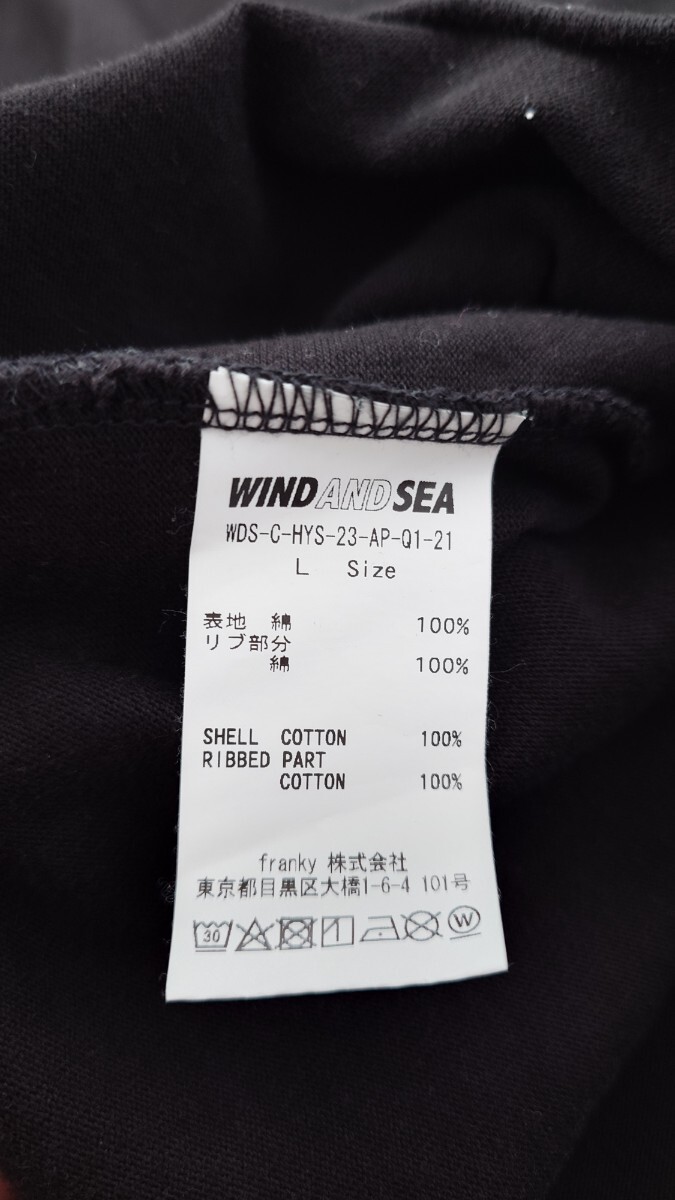 WIND AND SEA
WDS-C-HYS-23-AP-Q1-21
L Size
表地 綿 100%
リブ部分
綿 100%
SHELL COTTON 100%
RIBBED PART
COTTON 100%
franky 株式会社
東京都目黒区大橋1-6-4 101号
30 W